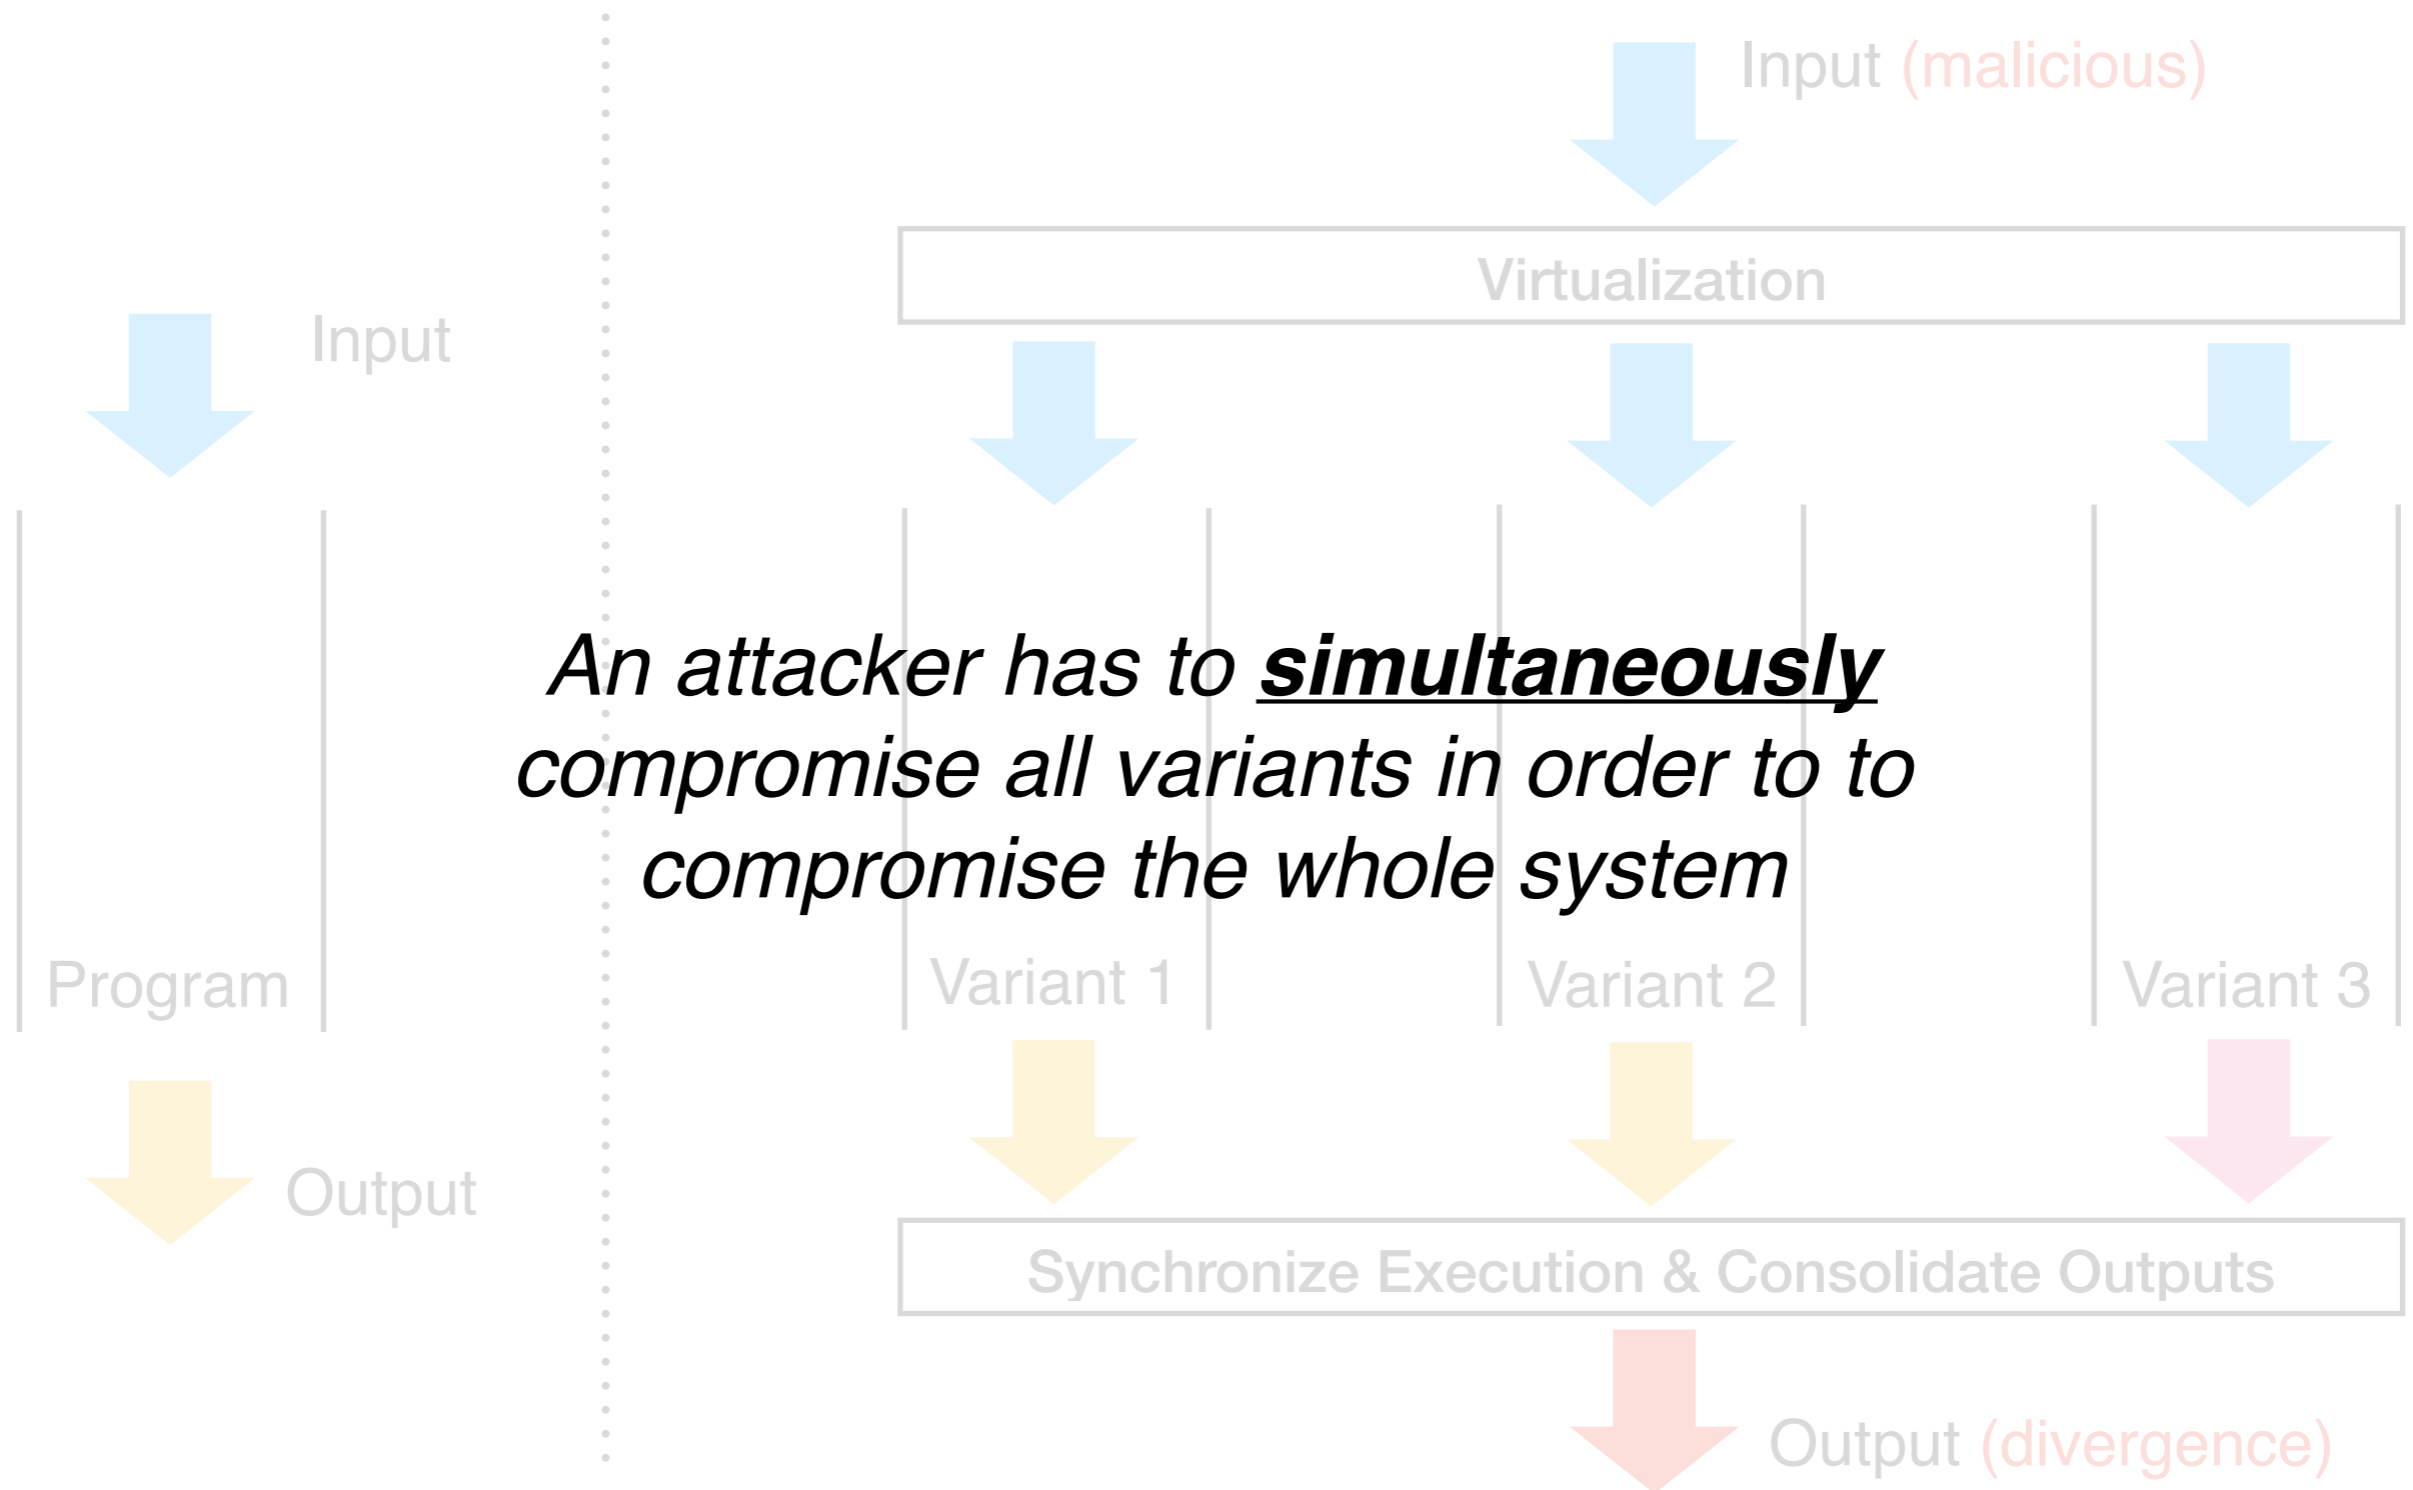 Input (malicious)
Virtualization
Input
An attacker has to simultaneously
compromise all variants in order to to
compromise the whole system
Program
Variant 1
Variant 2
Variant 3
Output
Synchronize Execution & Consolidate Outputs
Output (divergence)